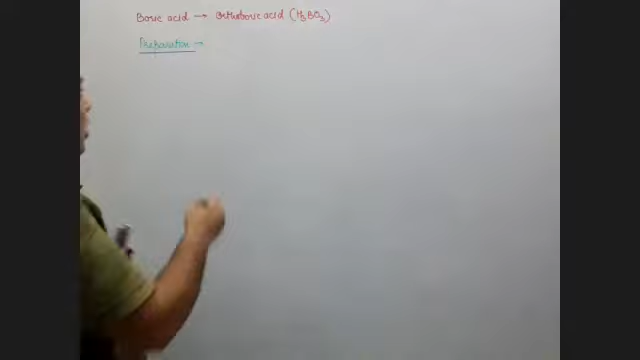 Boric acid → Orthoboric acid (H₃BO₃)
Preparation →